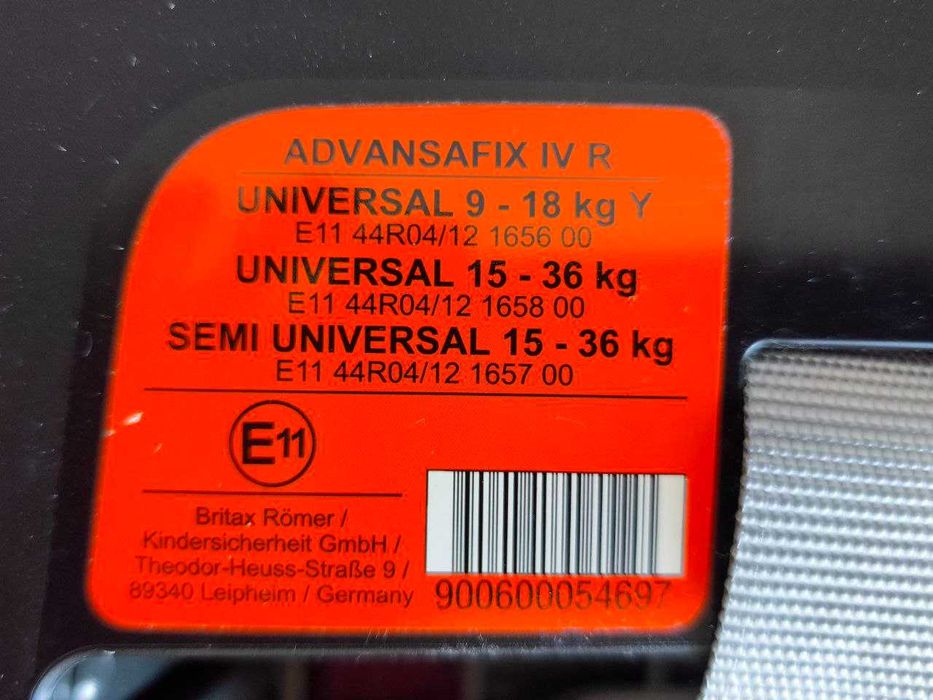 ADVANSAFIX IV R
UNIVERSAL 9 - 18 kg Y
E11 44R04/12 1656 00
UNIVERSAL 15 - 36 kg
E11 44R04/12 1658 00
SEMI UNIVERSAL 15 - 36 kg
E11 44R04/12 1657 00
E11
Britax Römer /
Kindersicherheit GmbH /
Theodor-Heuss-Straße 9 /
89340 Leipheim / Germany
900600054697